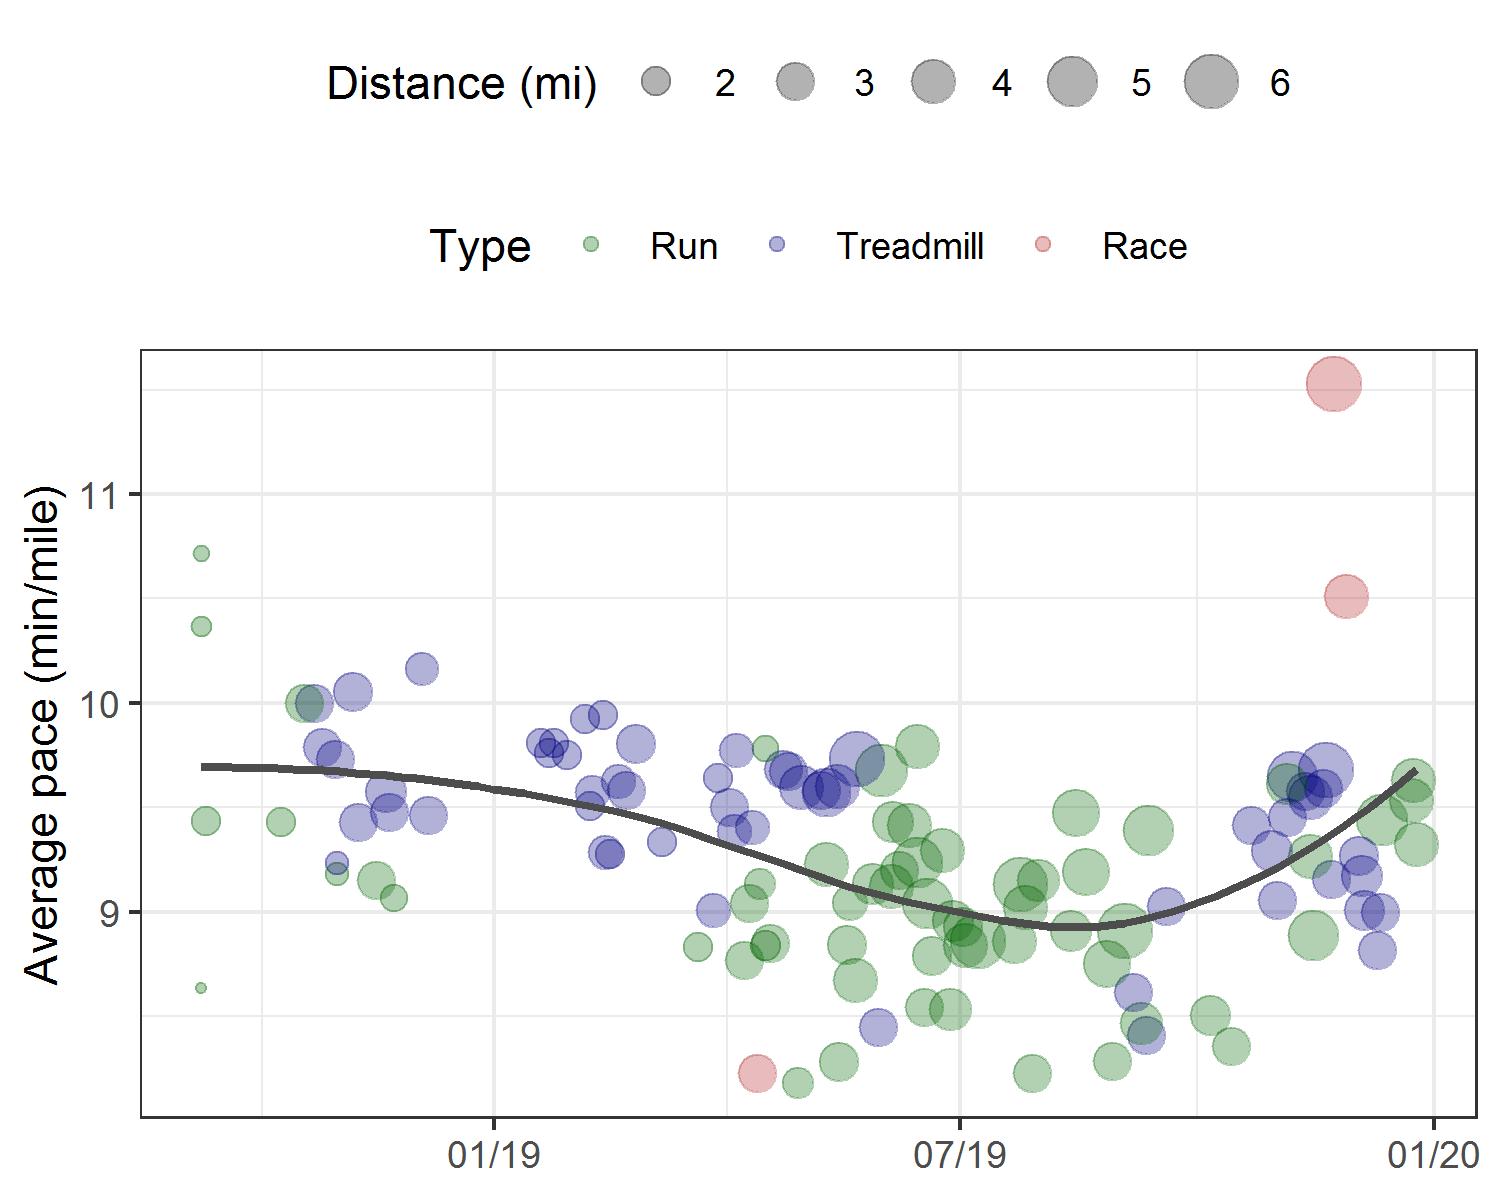 Distance (mi) 2 3 4 5 6
Type Run Treadmill Race
Average pace (min/mile)
11
10
9
01/19 07/19 01/20